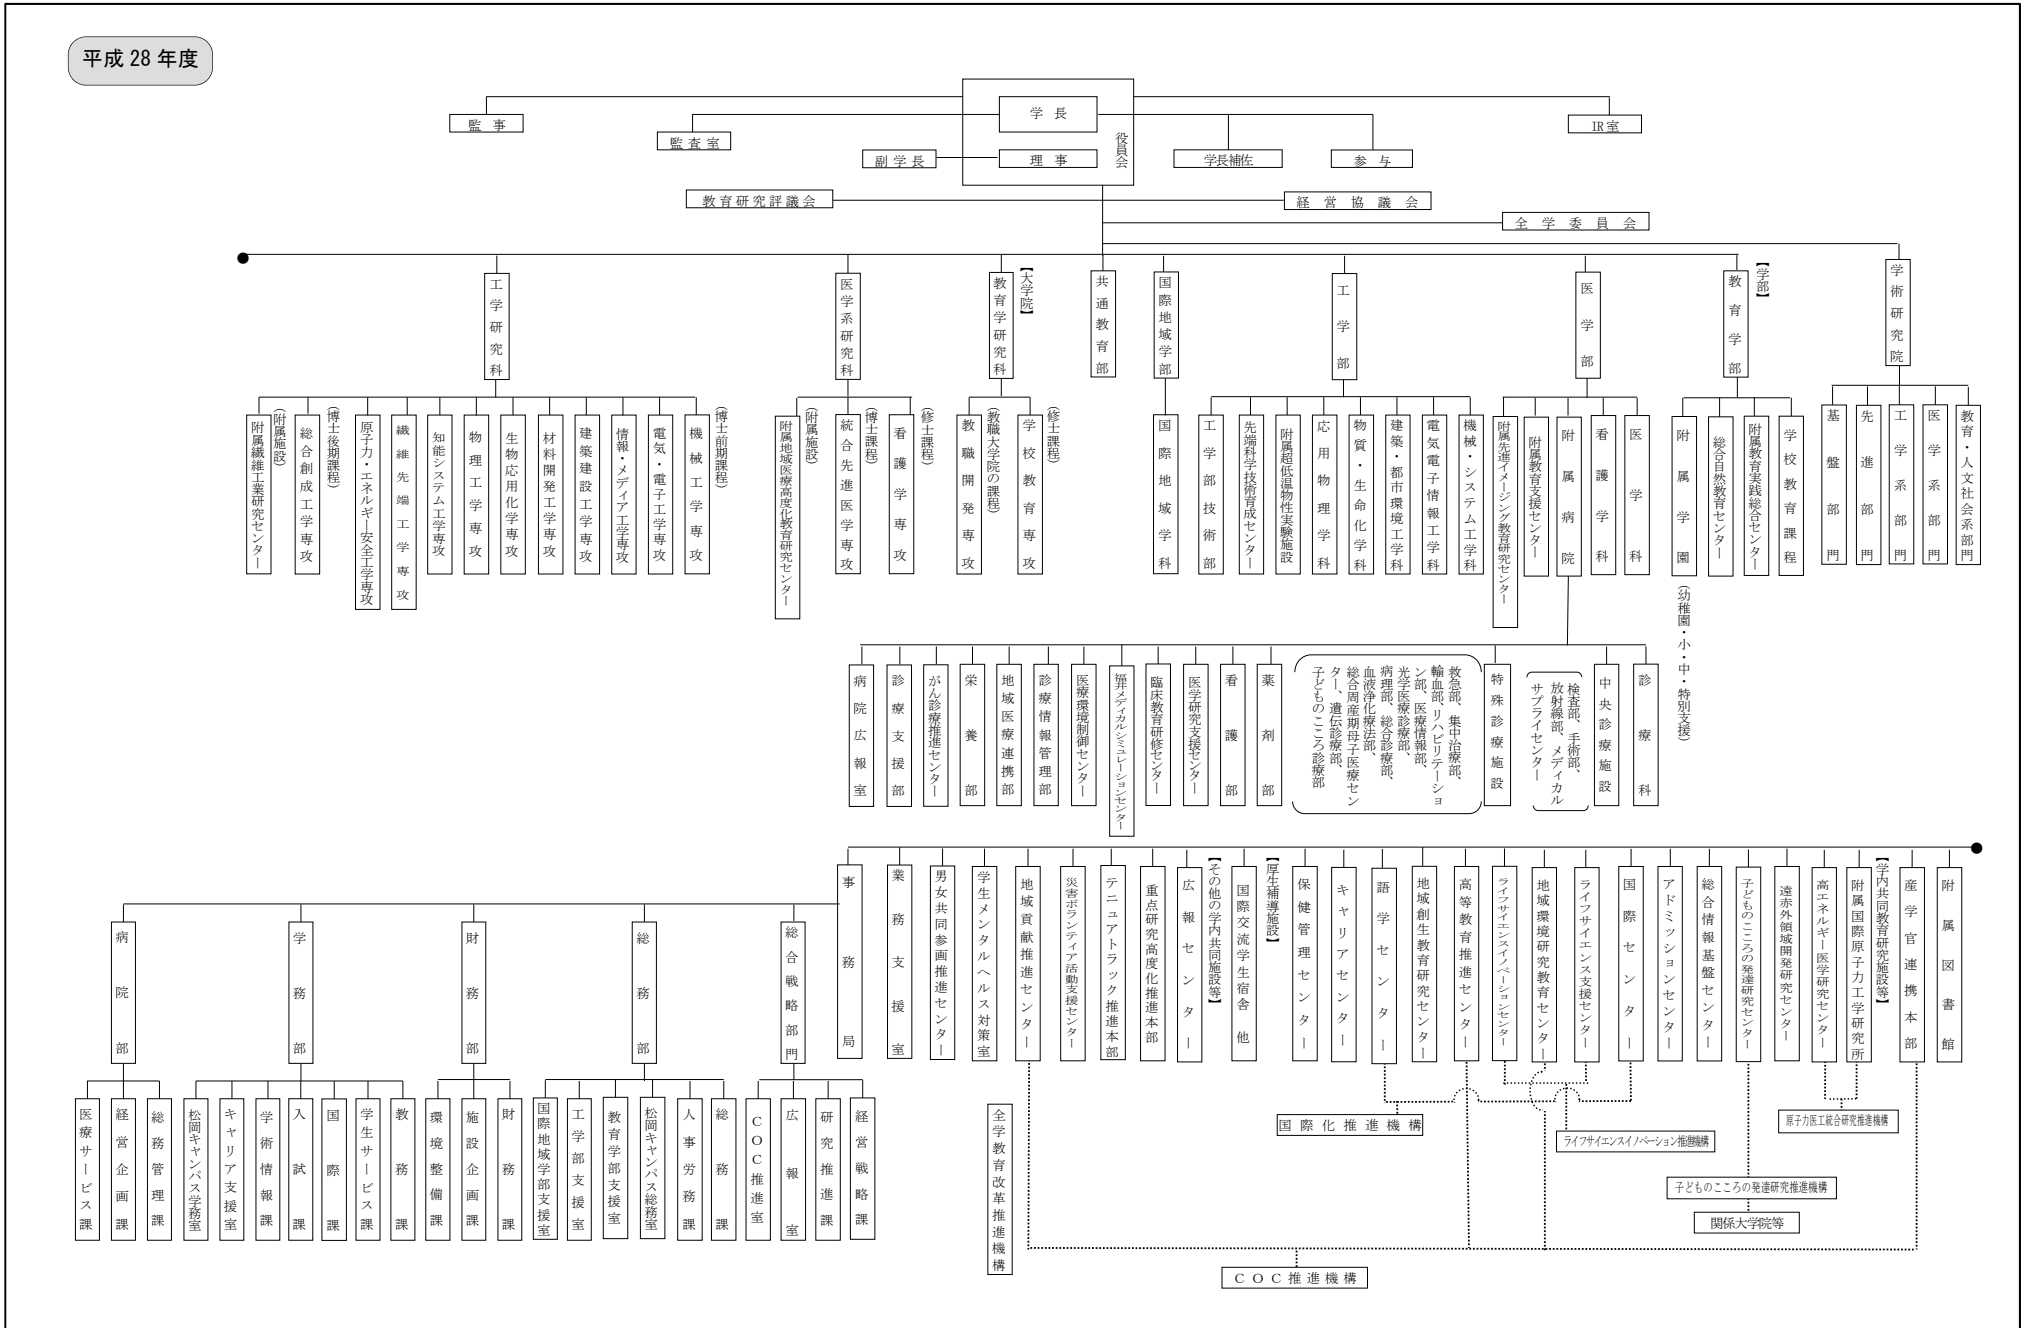 平成 28 年度
学長
役員会
理事
監事
監査室
副学長
学長補佐
参与
IR室
教育研究評議会
経営協議会
全学委員会
工学研究科
医学系研究科
教育学研究科
【大学院】
共通教育部
国際地域学部
工学部
医学部
教育学部
【学部】
学術研究院
附属繊維工業研究センター
(附属施設)
総合創成工学専攻
(博士後期課程)
原子力・エネルギー安全工学専攻
繊維先端工学専攻
知能システム工学専攻
物理工学専攻
生物応用化学専攻
材料開発工学専攻
建築建設工学専攻
情報・メディア工学専攻
電気・電子工学専攻
機械工学専攻
(博士前期課程)
附属地域医療高度化教育研究センター
(附属施設)
統合先進医学専攻
(博士課程)
看護学専攻
(修士課程)
教職開発専攻
(教職大学院の課程)
学校教育専攻
(修士課程)
国際地域学科
工学部技術部
先端科学技術育成センター
附属超低温物性実験施設
応用物理学科
物質・生命化学科
建築・都市環境工学科
電気電子情報工学科
機械・システム工学科
附属先進イメージング教育研究センター
附属教育支援センター
附属病院
看護学科
医学科
附属学園
(幼稚園・小・中・特別支援)
総合自然教育センター
附属教育実践総合センター
学校教育課程
基盤部門
先進部門
工学系部門
医学系部門
教育・人文社会系部門
病院広報室
診療支援部
がん診療推進センター
栄養部
地域医療連携部
診療情報管理部
医療環境制御センター
福井メディカルシミュレーションセンター
臨床教育研修センター
医学研究支援センター
看護部
薬剤部
救急部、集中治療部、
輸血部、リハビリテーショ
ン部、医療情報部、
光学医療診療部、
病理部、総合診療部、
血液浄化療法部、
総合周産期母子医療セン
ター、遺伝診療部、
子どものこころ診療部
特殊診療施設
検査部、手術部、
放射線部、メディカル
サプライセンター
中央診療施設
診療科
事務局
業務支援室
男女共同参画推進センター
学生メンタルヘルス対策室
地域貢献推進センター
災害ボランティア活動支援センター
テニュアトラック推進本部
重点研究高度化推進本部
広報センター
【その他の学内共同施設等】
国際交流学生宿舎 他
【厚生補導施設】
保健管理センター
キャリアセンター
語学センター
地域創生教育研究センター
高等教育推進センター
ライフサイエンスイノベーションセンター
地域環境研究教育センター
ライフサイエンス支援センター
国際センター
アドミッションセンター
総合情報基盤センター
子どものこころの発達研究センター
遠赤外領域開発研究センター
高エネルギー医学研究センター
附属国際原子力工学研究所
【学内共同教育研究施設等】
産学官連携本部
附属図書館
病院部
学務部
財務部
総務部
総合戦略部門
医療サービス課
経営企画課
総務管理課
松岡キャンパス学務室
キャリア支援室
学術情報課
入試課
国際課
学生サービス課
教務課
環境整備課
施設企画課
財務課
国際地域学部支援室
工学部支援室
教育学部支援室
松岡キャンパス総務室
人事労務課
総務課
COC推進室
広報室
研究推進課
経営戦略課
全学教育改革推進機構
国際化推進機構
ライフサイエンスイノベーション推進機構
原子力医工統合研究推進機構
子どものこころの発達研究推進機構
関係大学院等
COC推進機構